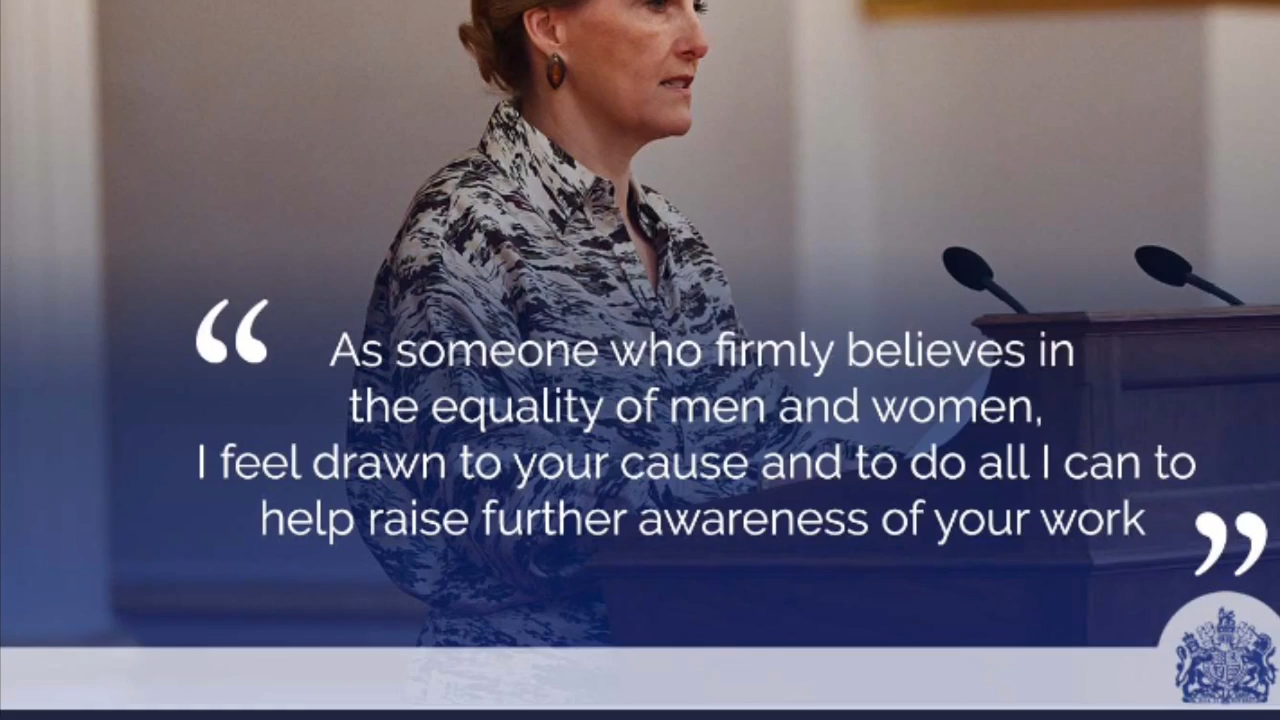 “ As someone who firmly believes in
the equality of men and women,
I feel drawn to your cause and to do all I can to
help raise further awareness of your work ”